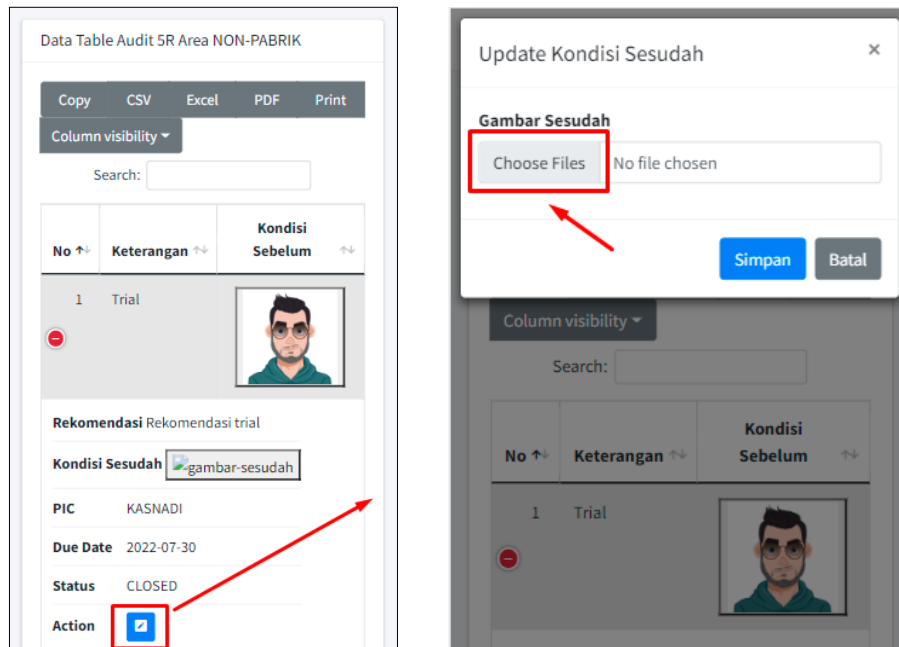 Data Table Audit 5R Area NON-PABRIK
Copy CSV Excel PDF Print
Column visibility
Search:
No Keterangan Kondisi Sebelum
1 Trial
Rekomendasi Rekomendasi trial
Kondisi Sesudah gambar-sesudah
PIC KASNADI
Due Date 2022-07-30
Status CLOSED
Action
Update Kondisi Sesudah ×
Gambar Sesudah
Choose Files No file chosen
Simpan Batal
Column visibility
Search:
No Keterangan Kondisi Sebelum
1 Trial